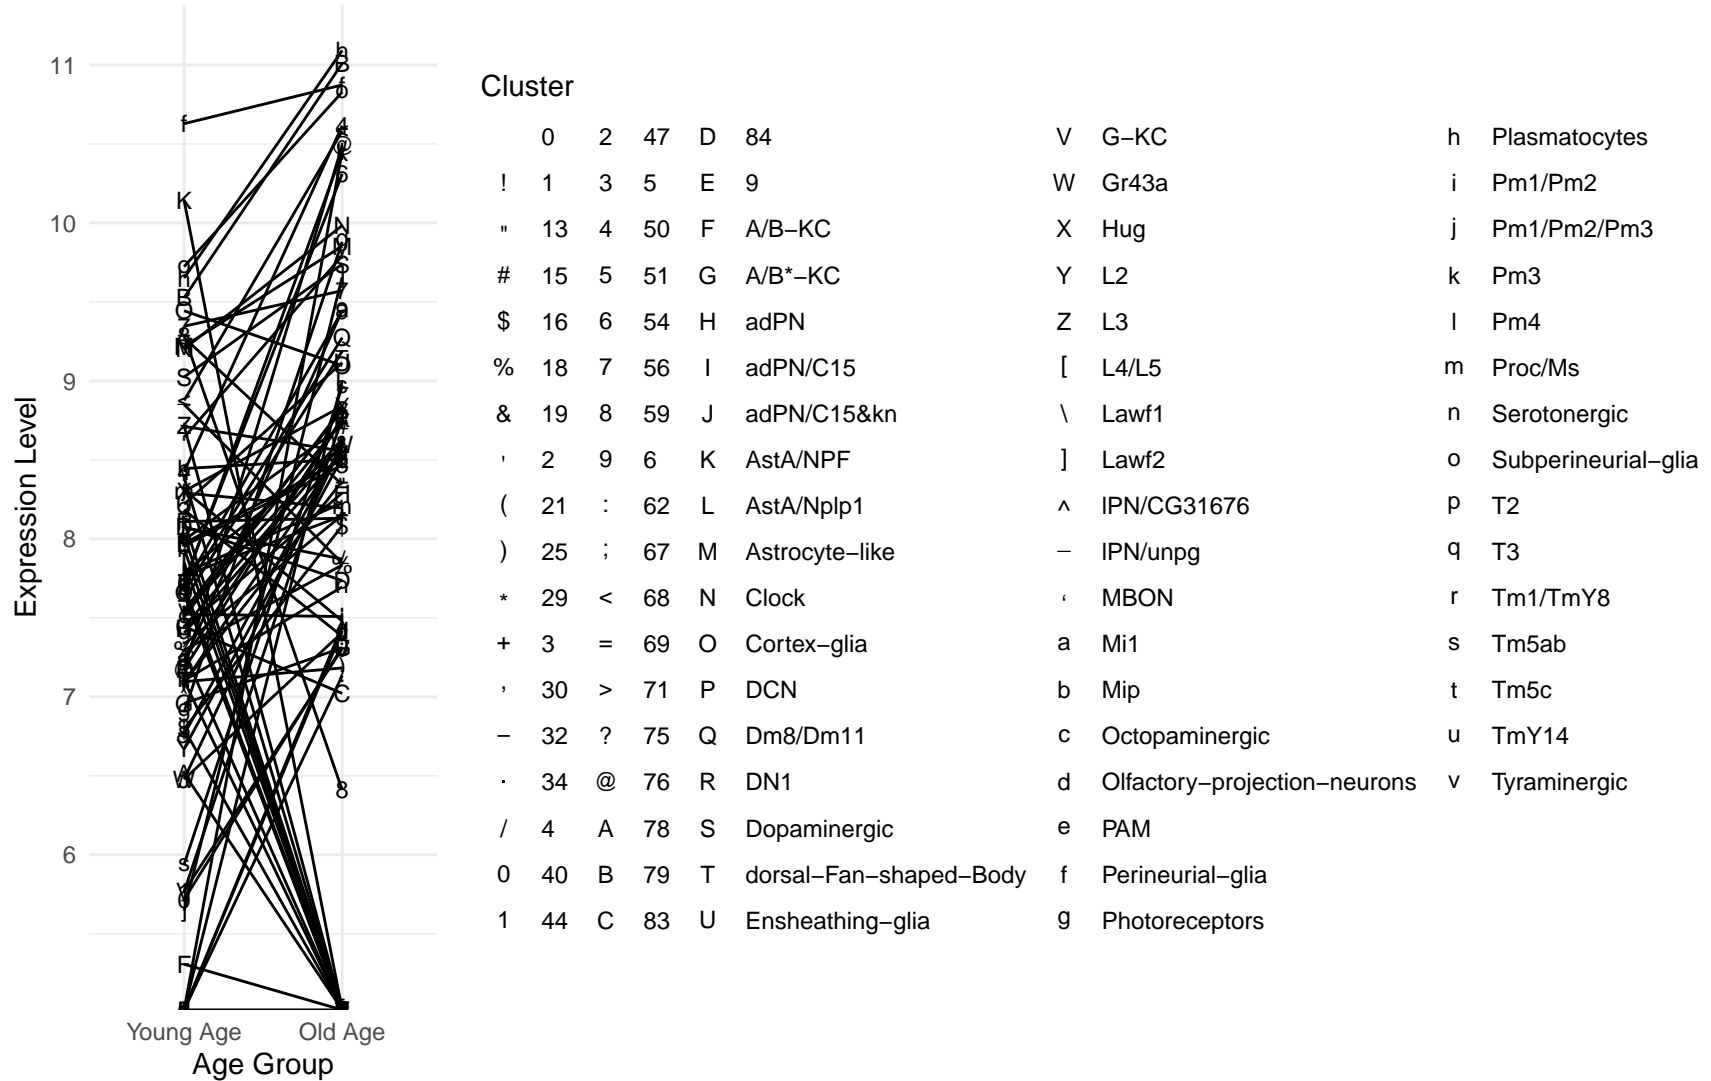 Cluster
0 2 47 D 84 V G−KC h Plasmatocytes
! 1 3 5 E 9 W Gr43a i Pm1/Pm2
" 13 4 50 F A/B−KC X Hug j Pm1/Pm2/Pm3
# 15 5 51 G A/B*−KC Y L2 k Pm3
$ 16 6 54 H adPN Z L3 l Pm4
% 18 7 56 I adPN/C15 [ L4/L5 m Proc/Ms
& 19 8 59 J adPN/C15&kn \ Lawf1 n Serotonergic
' 2 9 6 K AstA/NPF ] Lawf2 o Subperineurial−glia
( 21 : 62 L AstA/Nplp1 ^ lPN/CG31676 p T2
) 25 ; 67 M Astrocyte−like − lPN/unpg q T3
* 29 < 68 N Clock ‘ MBON r Tm1/TmY8
+ 3 = 69 O Cortex−glia a Mi1 s Tm5ab
, 30 > 71 P DCN b Mip t Tm5c
− 32 ? 75 Q Dm8/Dm11 c Octopaminergic u TmY14
. 34 @ 76 R DN1 d Olfactory−projection−neurons v Tyraminergic
/ 4 A 78 S Dopaminergic e PAM
0 40 B 79 T dorsal−Fan−shaped−Body f Perineurial−glia
1 44 C 83 U Ensheathing−glia g Photoreceptors
11
10
9
8
7
6
Expression Level
Young Age Old Age
Age Group